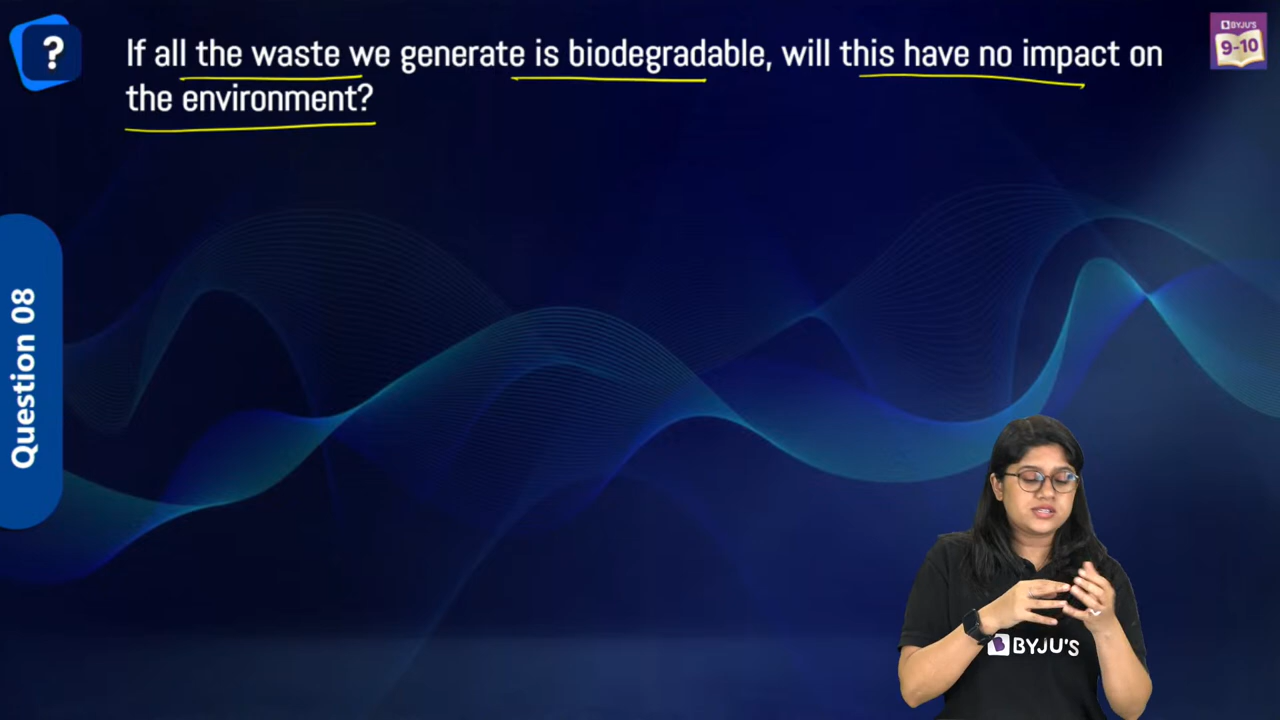 ?
If all the waste we generate is biodegradable, will this have no impact on
the environment?
BYJU'S
9-10
Question 08
BYJU'S